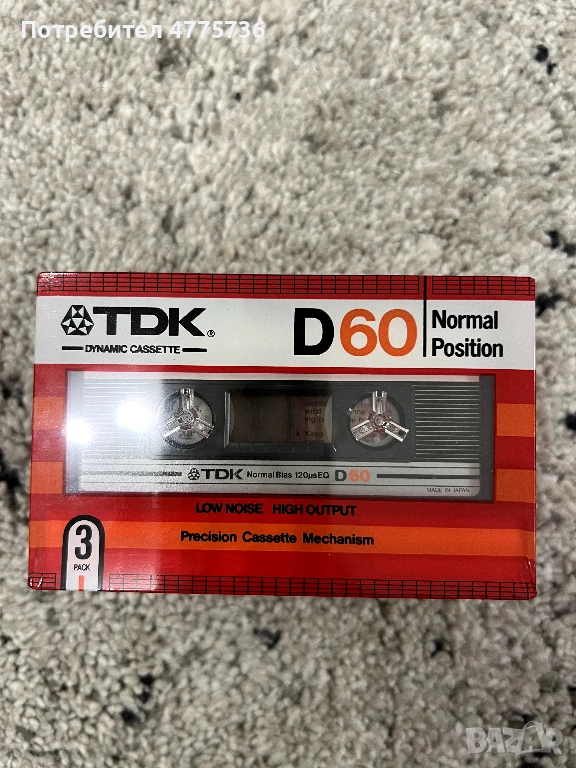 Потребител 4775736
TDK®
DYNAMIC CASSETTE
D60
Normal
Position
TDK Normal Bias 120µs EQ D60
MADE IN JAPAN
LOW NOISE HIGH OUTPUT
Precision Cassette Mechanism
3
PACK
BAZAR